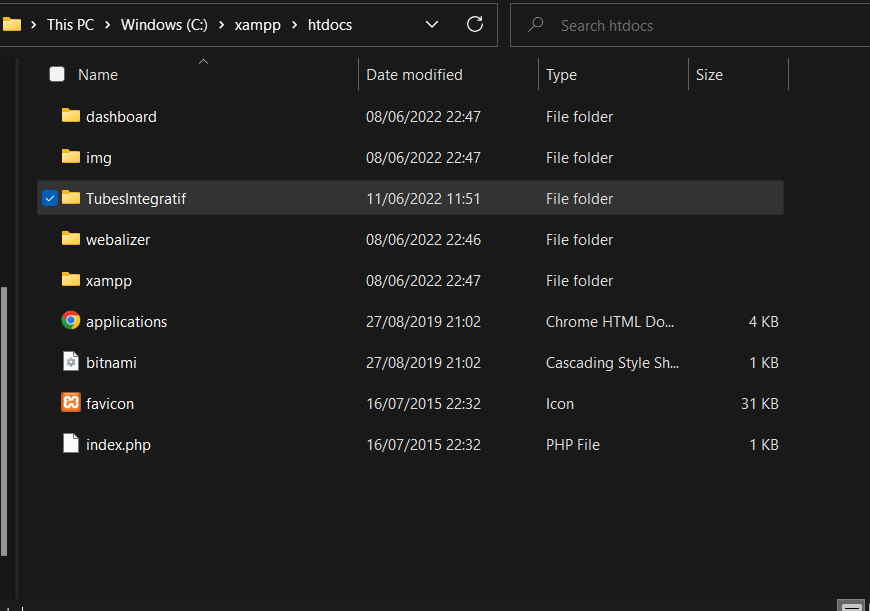 This PC > Windows (C:) > xampp > htdocs
Search htdocs
Name Date modified Type Size
dashboard 08/06/2022 22:47 File folder
img 08/06/2022 22:47 File folder
TubesIntegratif 11/06/2022 11:51 File folder
webalizer 08/06/2022 22:46 File folder
xampp 08/06/2022 22:47 File folder
applications 27/08/2019 21:02 Chrome HTML Do... 4 KB
bitnami 27/08/2019 21:02 Cascading Style Sh... 1 KB
favicon 16/07/2015 22:32 Icon 31 KB
index.php 16/07/2015 22:32 PHP File 1 KB